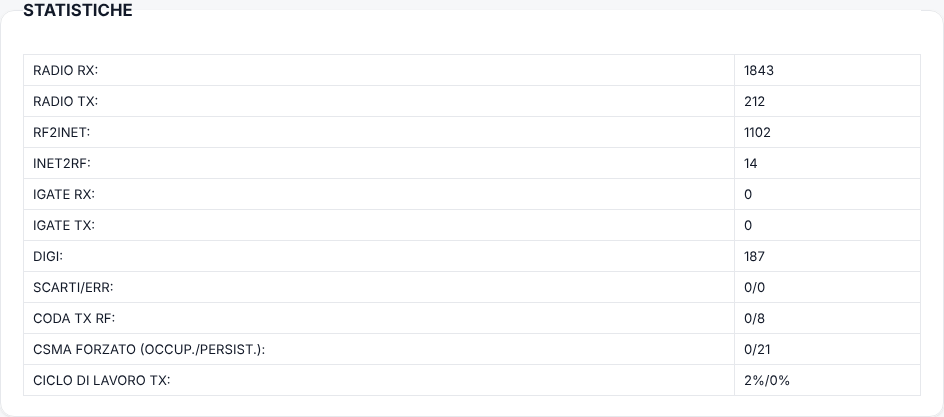 STATISTICHE
RADIO RX: 1843
RADIO TX: 212
RF2INET: 1102
INET2RF: 14
IGATE RX: 0
IGATE TX: 0
DIGI: 187
SCARTI/ERR: 0/0
CODA TX RF: 0/8
CSMA FORZATO (OCCUP./PERSIST.): 0/21
CICLO DI LAVORO TX: 2%/0%